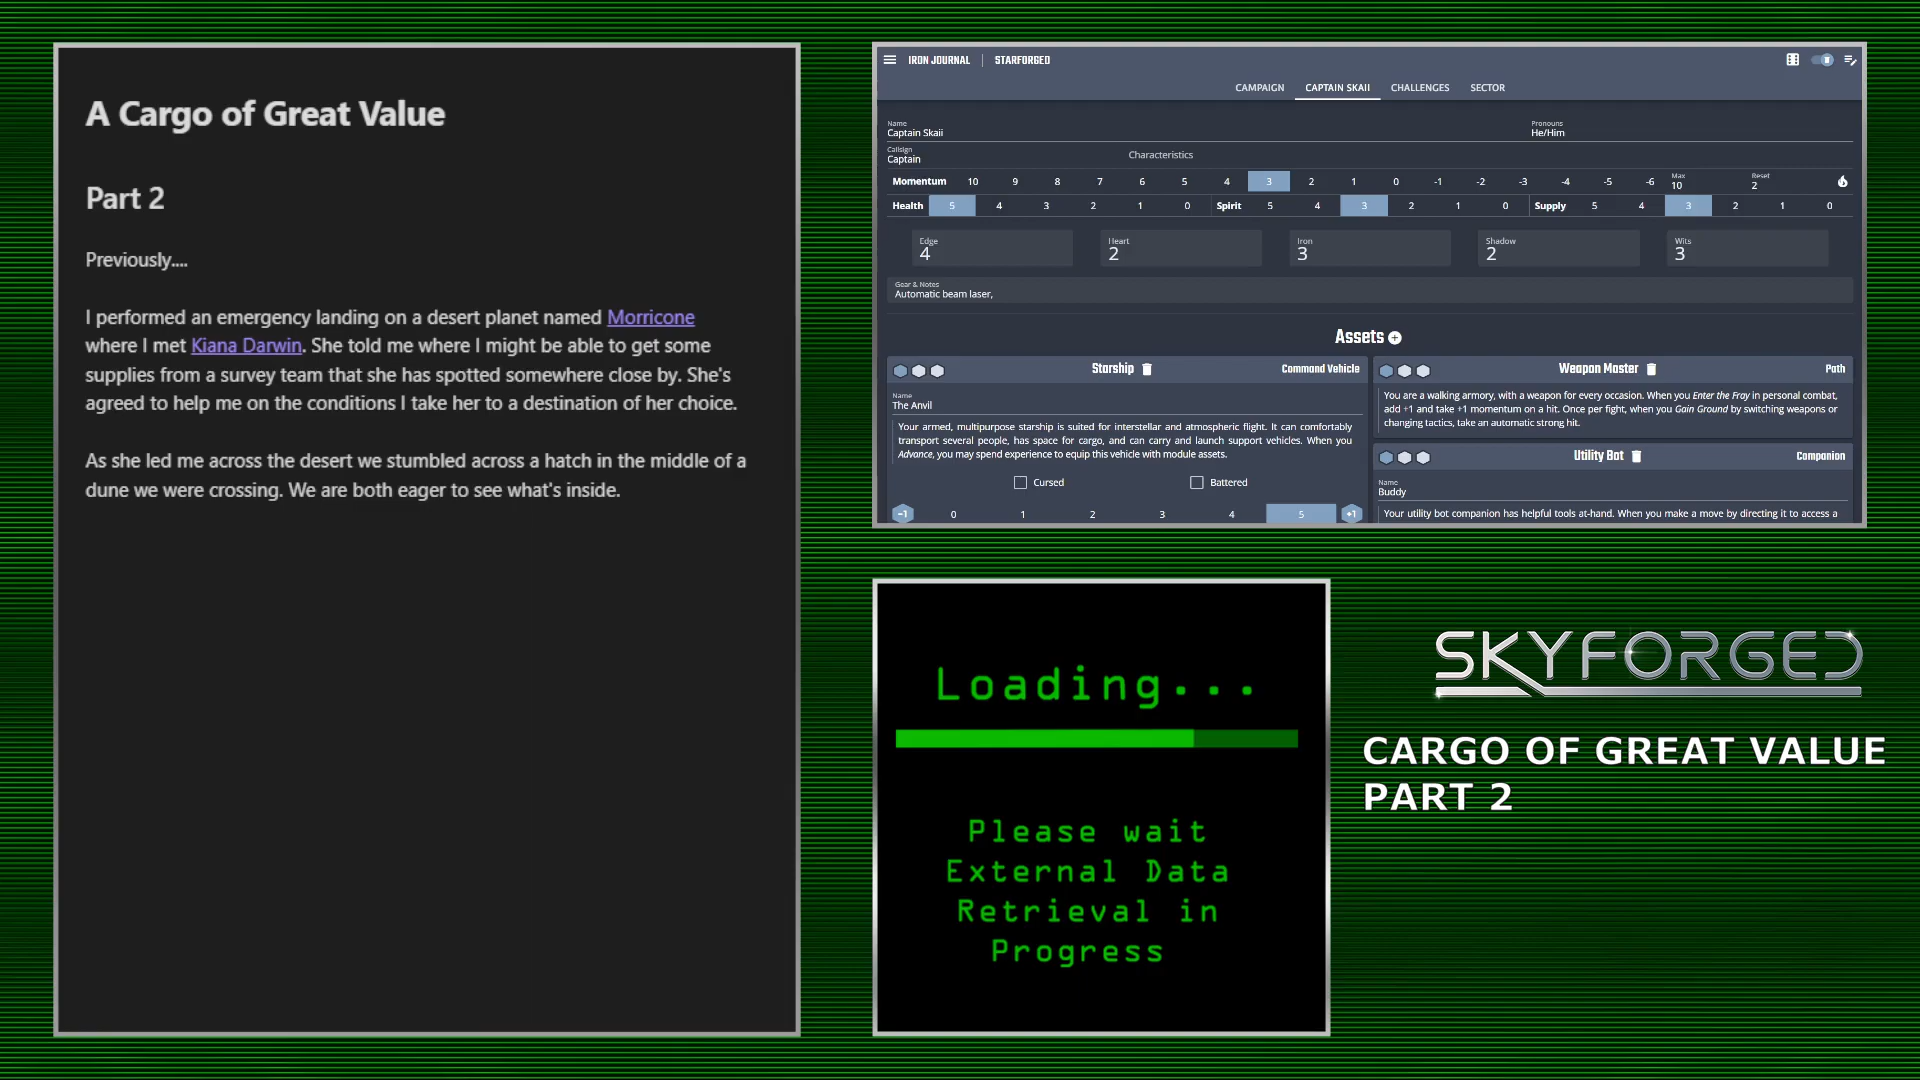 A Cargo of Great Value
Part 2
Previously....
I performed an emergency landing on a desert planet named Morricone
where I met Kiana Darwin. She told me where I might be able to get some
supplies from a survey team that she has spotted somewhere close by. She's
agreed to help me on the conditions I take her to a destination of her choice.
As she led me across the desert we stumbled across a hatch in the middle of a
dune we were crossing. We are both eager to see what's inside.
IRON JOURNAL | STARFORGED
CAMPAIGN CAPTAIN SKAII CHALLENGES SECTOR
Name Pronouns
Captain Skaii He/Him
Callsign
Captain Characteristics
Momentum 10 9 8 7 6 5 4 3 2 1 0 -1 -2 -3 -4 -5 -6 Max 10 Reset 2
Health 5 4 3 2 1 0 Spirit 5 4 3 2 1 0 Supply 5 4 3 2 1 0
Edge Heart Iron Shadow Wits
4 2 3 2 3
Gear & Notes
Automatic beam laser,
Assets
Starship Command Vehicle
Name
The Anvil
Your armed, multipurpose starship is suited for interstellar and atmospheric flight. It can comfortably
transport several people, has space for cargo, and can carry and launch support vehicles. When you
Advance, you may spend experience to equip this vehicle with module assets.
Cursed Battered
-1 0 1 2 3 4 5 +1
Weapon Master Path
You are a walking armory, with a weapon for every occasion. When you Enter the Fray in personal combat,
add +1 and take +1 momentum on a hit. Once per fight, when you Gain Ground by switching weapons or
changing tactics, take an automatic strong hit.
Utility Bot Companion
Name
Buddy
Your utility bot companion has helpful tools at-hand. When you make a move by directing it to access a
Loading...
Please wait
External Data
Retrieval in
Progress
SKYFORGED
CARGO OF GREAT VALUE
PART 2